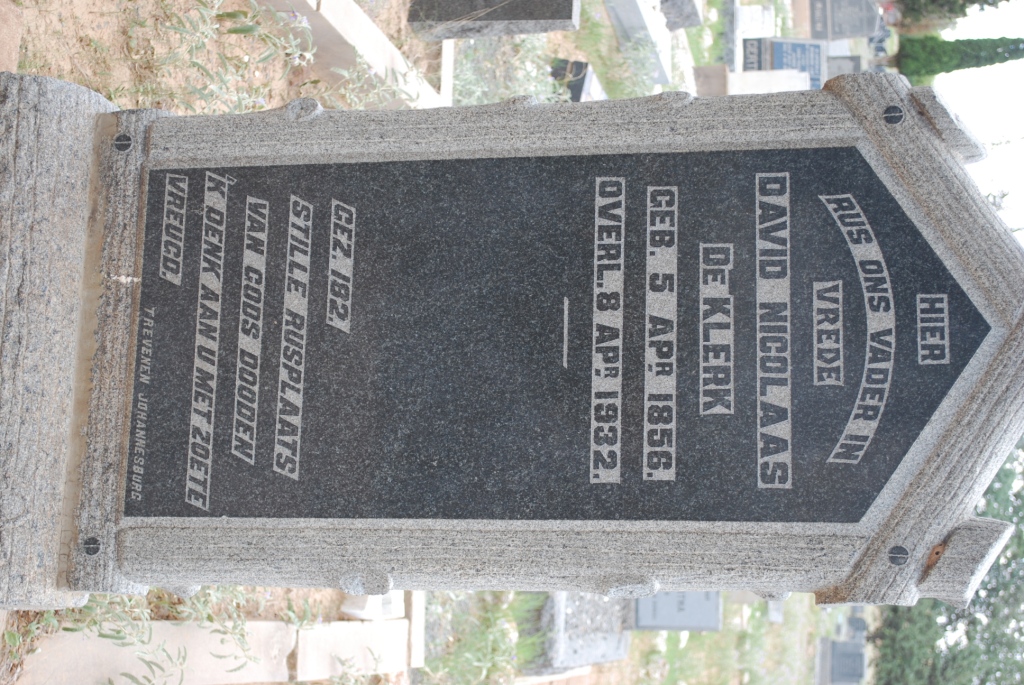 HIER
RUS ONS VADER IN
VREDE
DAVID NICOLAAS
DE KLERK
GEB. 5 APR. 1856.
OVERL. 8 APR. 1932.
GEZ. 182
STILLE RUSPLAATS
VAN GODS DOODEN
'K DENK AAN U MET ZOETE
VREUGD.
TREVENEN JOHANNESBURG